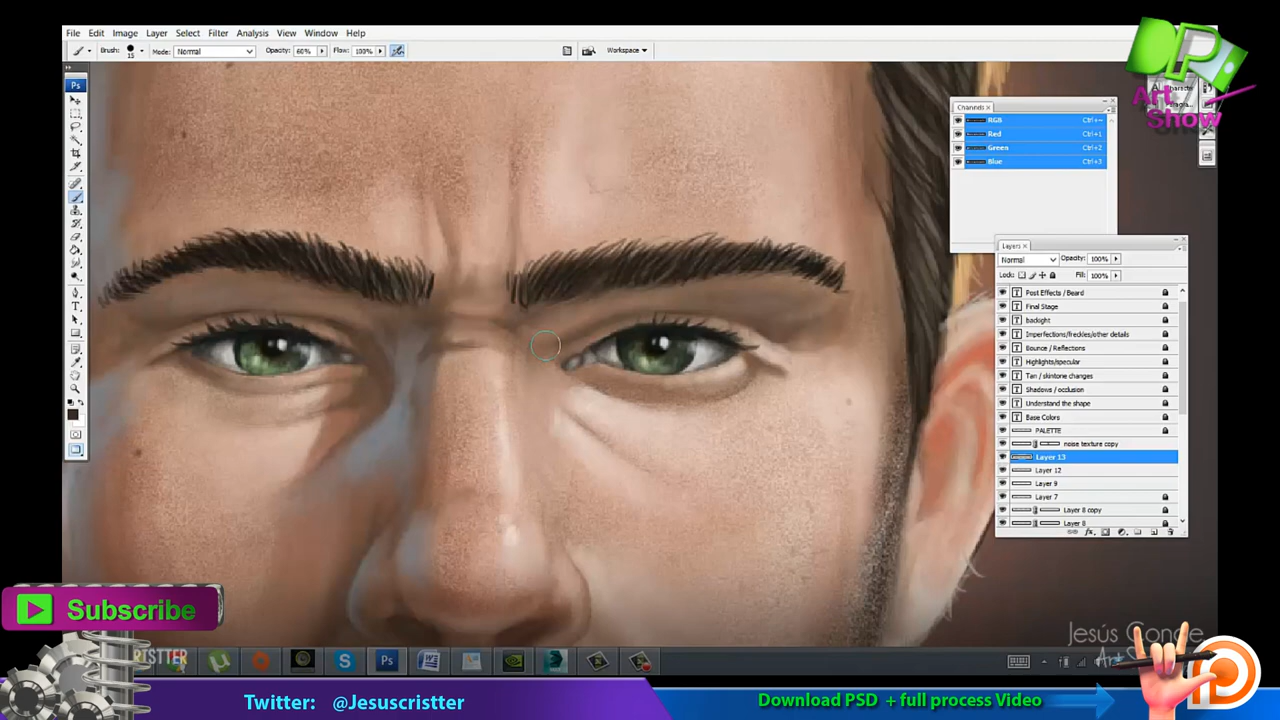 File Edit Image Layer Select Filter Analysis View Window Help
Brush: 15 Mode: Normal Opacity: 60% Flow: 100% Workspace
Ps
Art Show
Channels
RGB Ctrl+~
Red Ctrl+1
Green Ctrl+2
Blue Ctrl+3
Layers
Normal Opacity: 100%
Lock: Fill: 100%
T Post Effects / Beard
T Final Stage
T backlight
T Imperfections/freckles/other details
T Bounce / Reflections
T Highlights/specular
T Tan / skintone changes
T Shadows / occlusion
T Understand the shape
T Base Colors
PALETTE
noise texture copy
Layer 13
Layer 12
Layer 9
Layer 7
Layer 8 copy
Layer 8
Subscribe
Jesús Conde
RISTTER
Ps
Twitter: @Jesuscristter
Download PSD + full process Video